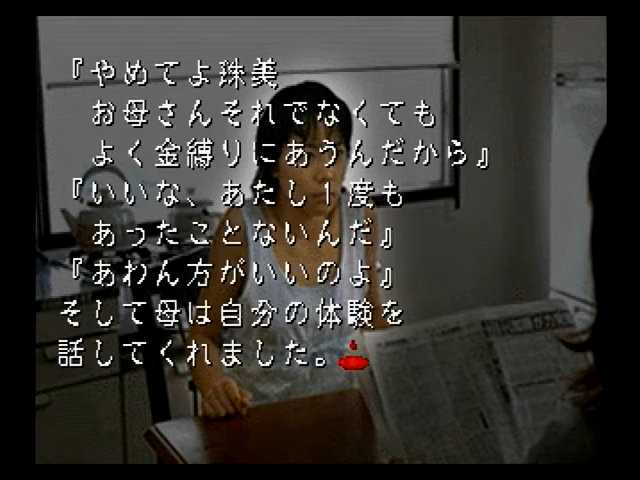 『やめてよ珠美
お母さんそれでなくても
よく金縛りにあうんだから』
『いいな、あたし１度も
あったことないんだ』
『あわん方がいいのよ』
そして母は自分の体験を
話してくれました。